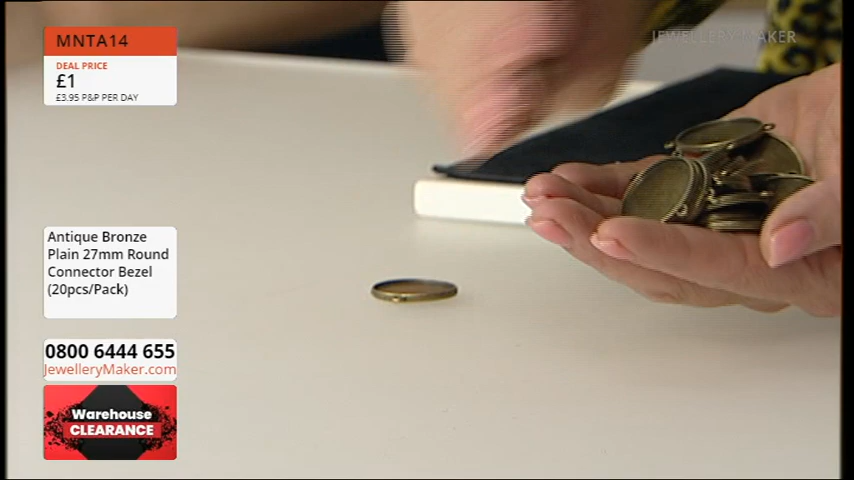 MNTA14
DEAL PRICE
£1
£3.95 P&P PER DAY
JEWELLERY MAKER
Antique Bronze
Plain 27mm Round
Connector Bezel
(20pcs/Pack)
0800 6444 655
JewelleryMaker.com
Warehouse
CLEARANCE